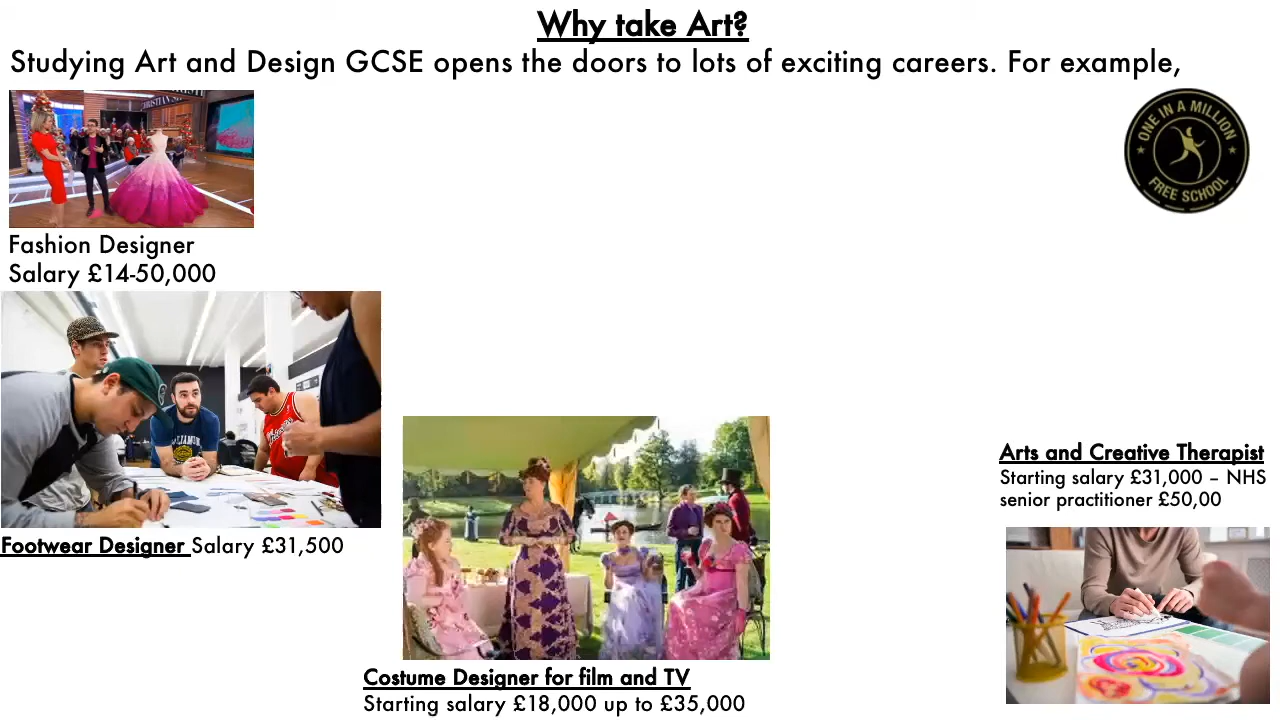 Why take Art?
Studying Art and Design GCSE opens the doors to lots of exciting careers. For example,
ONE IN A MILLION
FREE SCHOOL
Fashion Designer
Salary £14-50,000
Footwear Designer Salary £31,500
Costume Designer for film and TV
Starting salary £18,000 up to £35,000
Arts and Creative Therapist
Starting salary £31,000 – NHS
senior practitioner £50,00